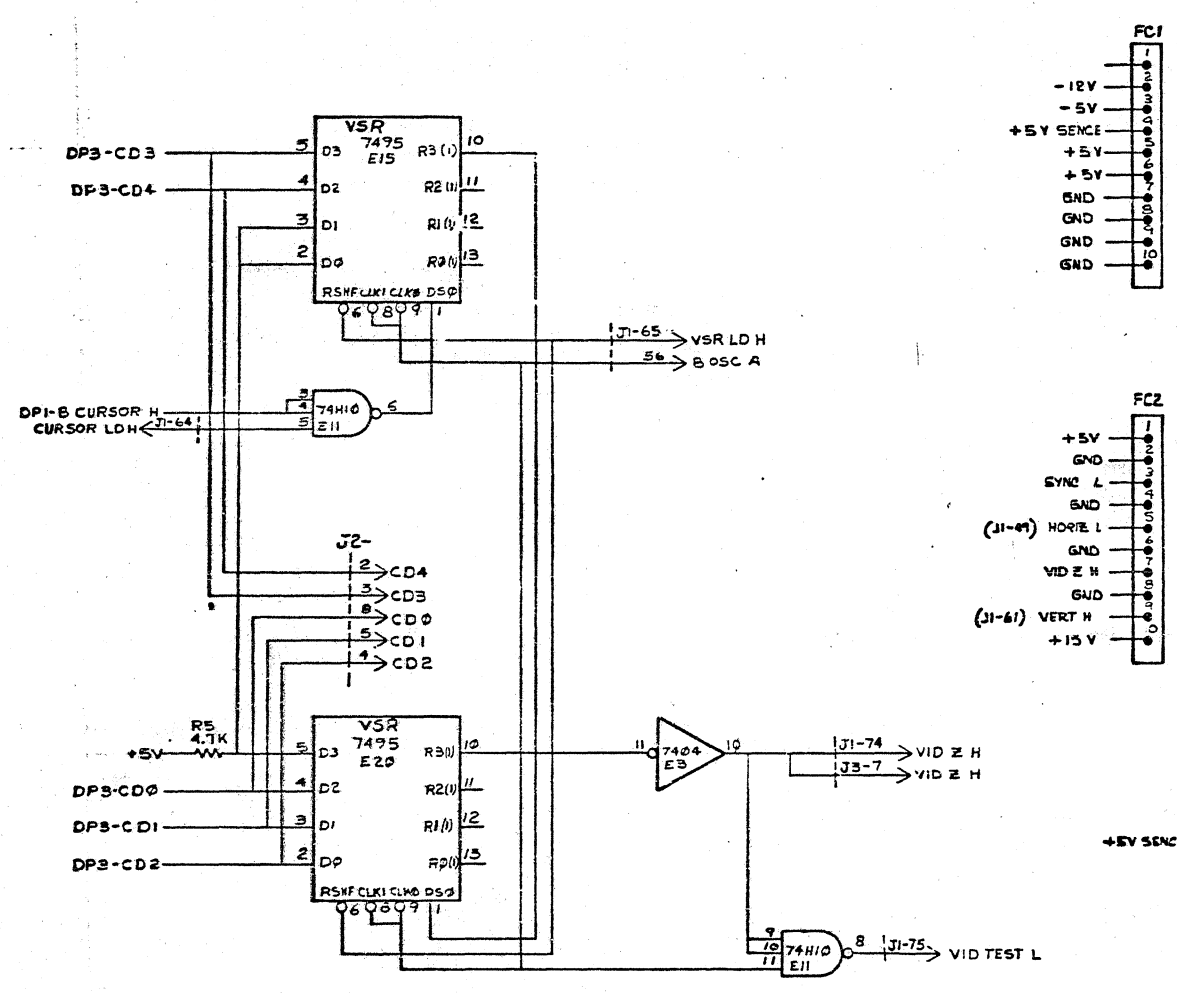 VSR
7495
E15
DP3-CD3
5 D3 R3(1) 10
DP3-CD4
4 D2 R2(1) 11
3 D1 R1(1) 12
2 DØ RØ(1) 13
RSHF CLK1 CLKØ DSØ
6 8 9 1
J1-65 VSR LD H
56 B OSC A
DP1-B CURSOR H
3
4
74H10
6
CURSOR LDH J1-64 5
E11
J2-
2 CD4
3 CD3
8 CDØ
5 CD1
4 CD2
VSR
7495
E20
R5
4.7K
+5V 5 D3 R3(1) 10
DP3-CDØ 4 D2 R2(1) 11
DP3-CD1 3 D1 R1(1) 12
DP3-CD2 2 DØ RØ(1) 13
RSHF CLK1 CLKØ DSØ
6 8 9 1
11 7404 10
E3
J1-74 VID Z H
J3-7 VID Z H
9
10
11
74H10
E11
8 J1-75 VID TEST L
FC1
1
-12V 2
-5V 3
+5V SENCE 4
+5V 5
+5V 6
GND 7
GND 8
GND 9
GND 10
FC2
+5V 1
GND 2
SYNC L 3
GND 4
(J1-49) HORIZ L 5
GND 6
VID Z H 7
GND 8
(J1-61) VERT H 9
+15V 0
+5V SENC